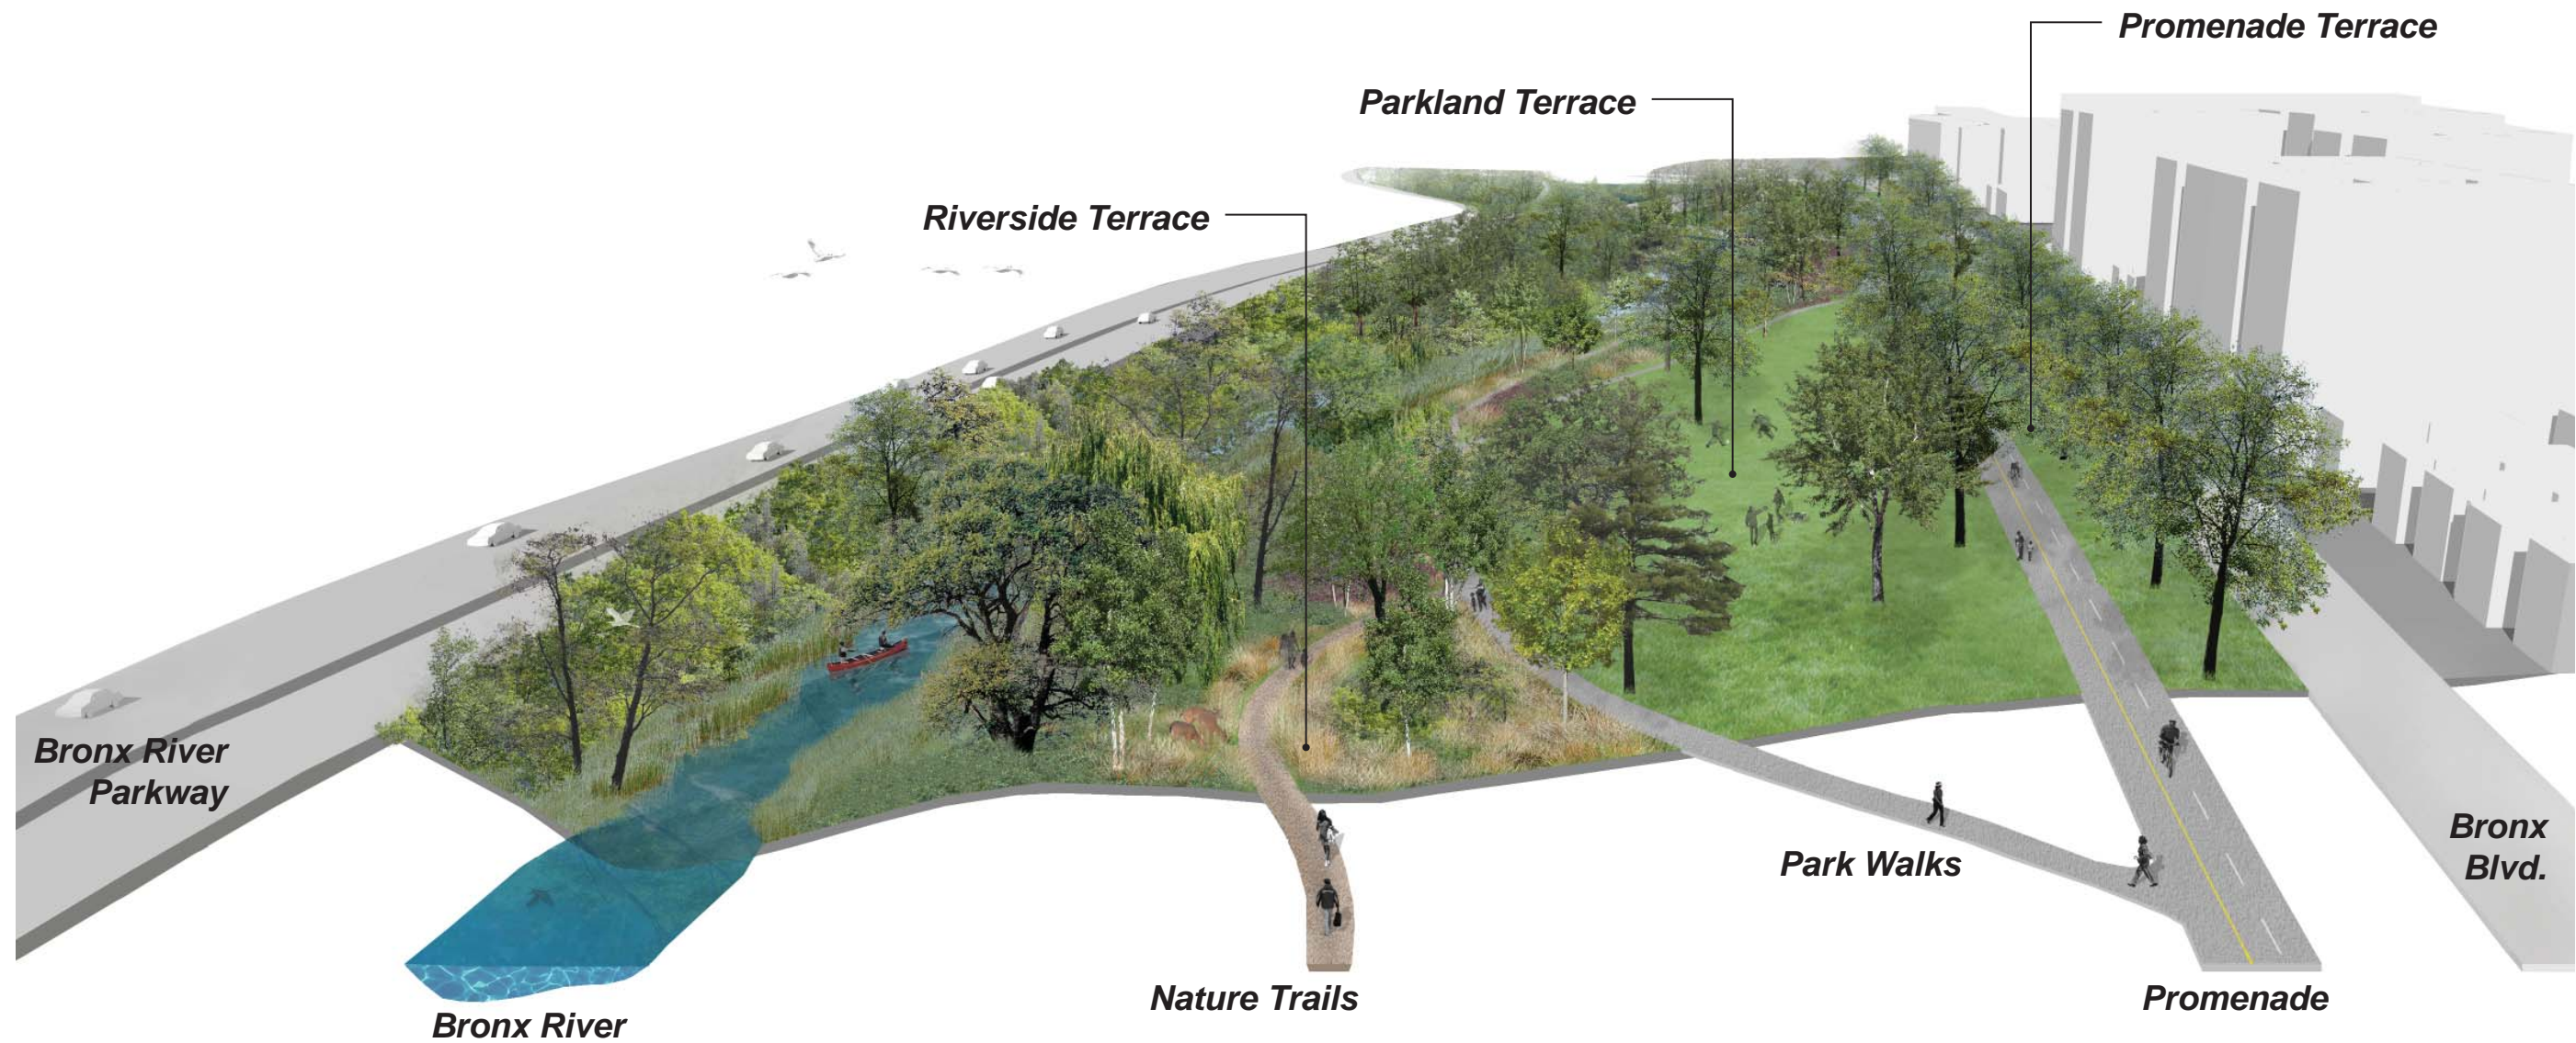 Promenade Terrace
Parkland Terrace
Riverside Terrace
Bronx River
Parkway
Bronx
Blvd.
Park Walks
Nature Trails
Promenade
Bronx River